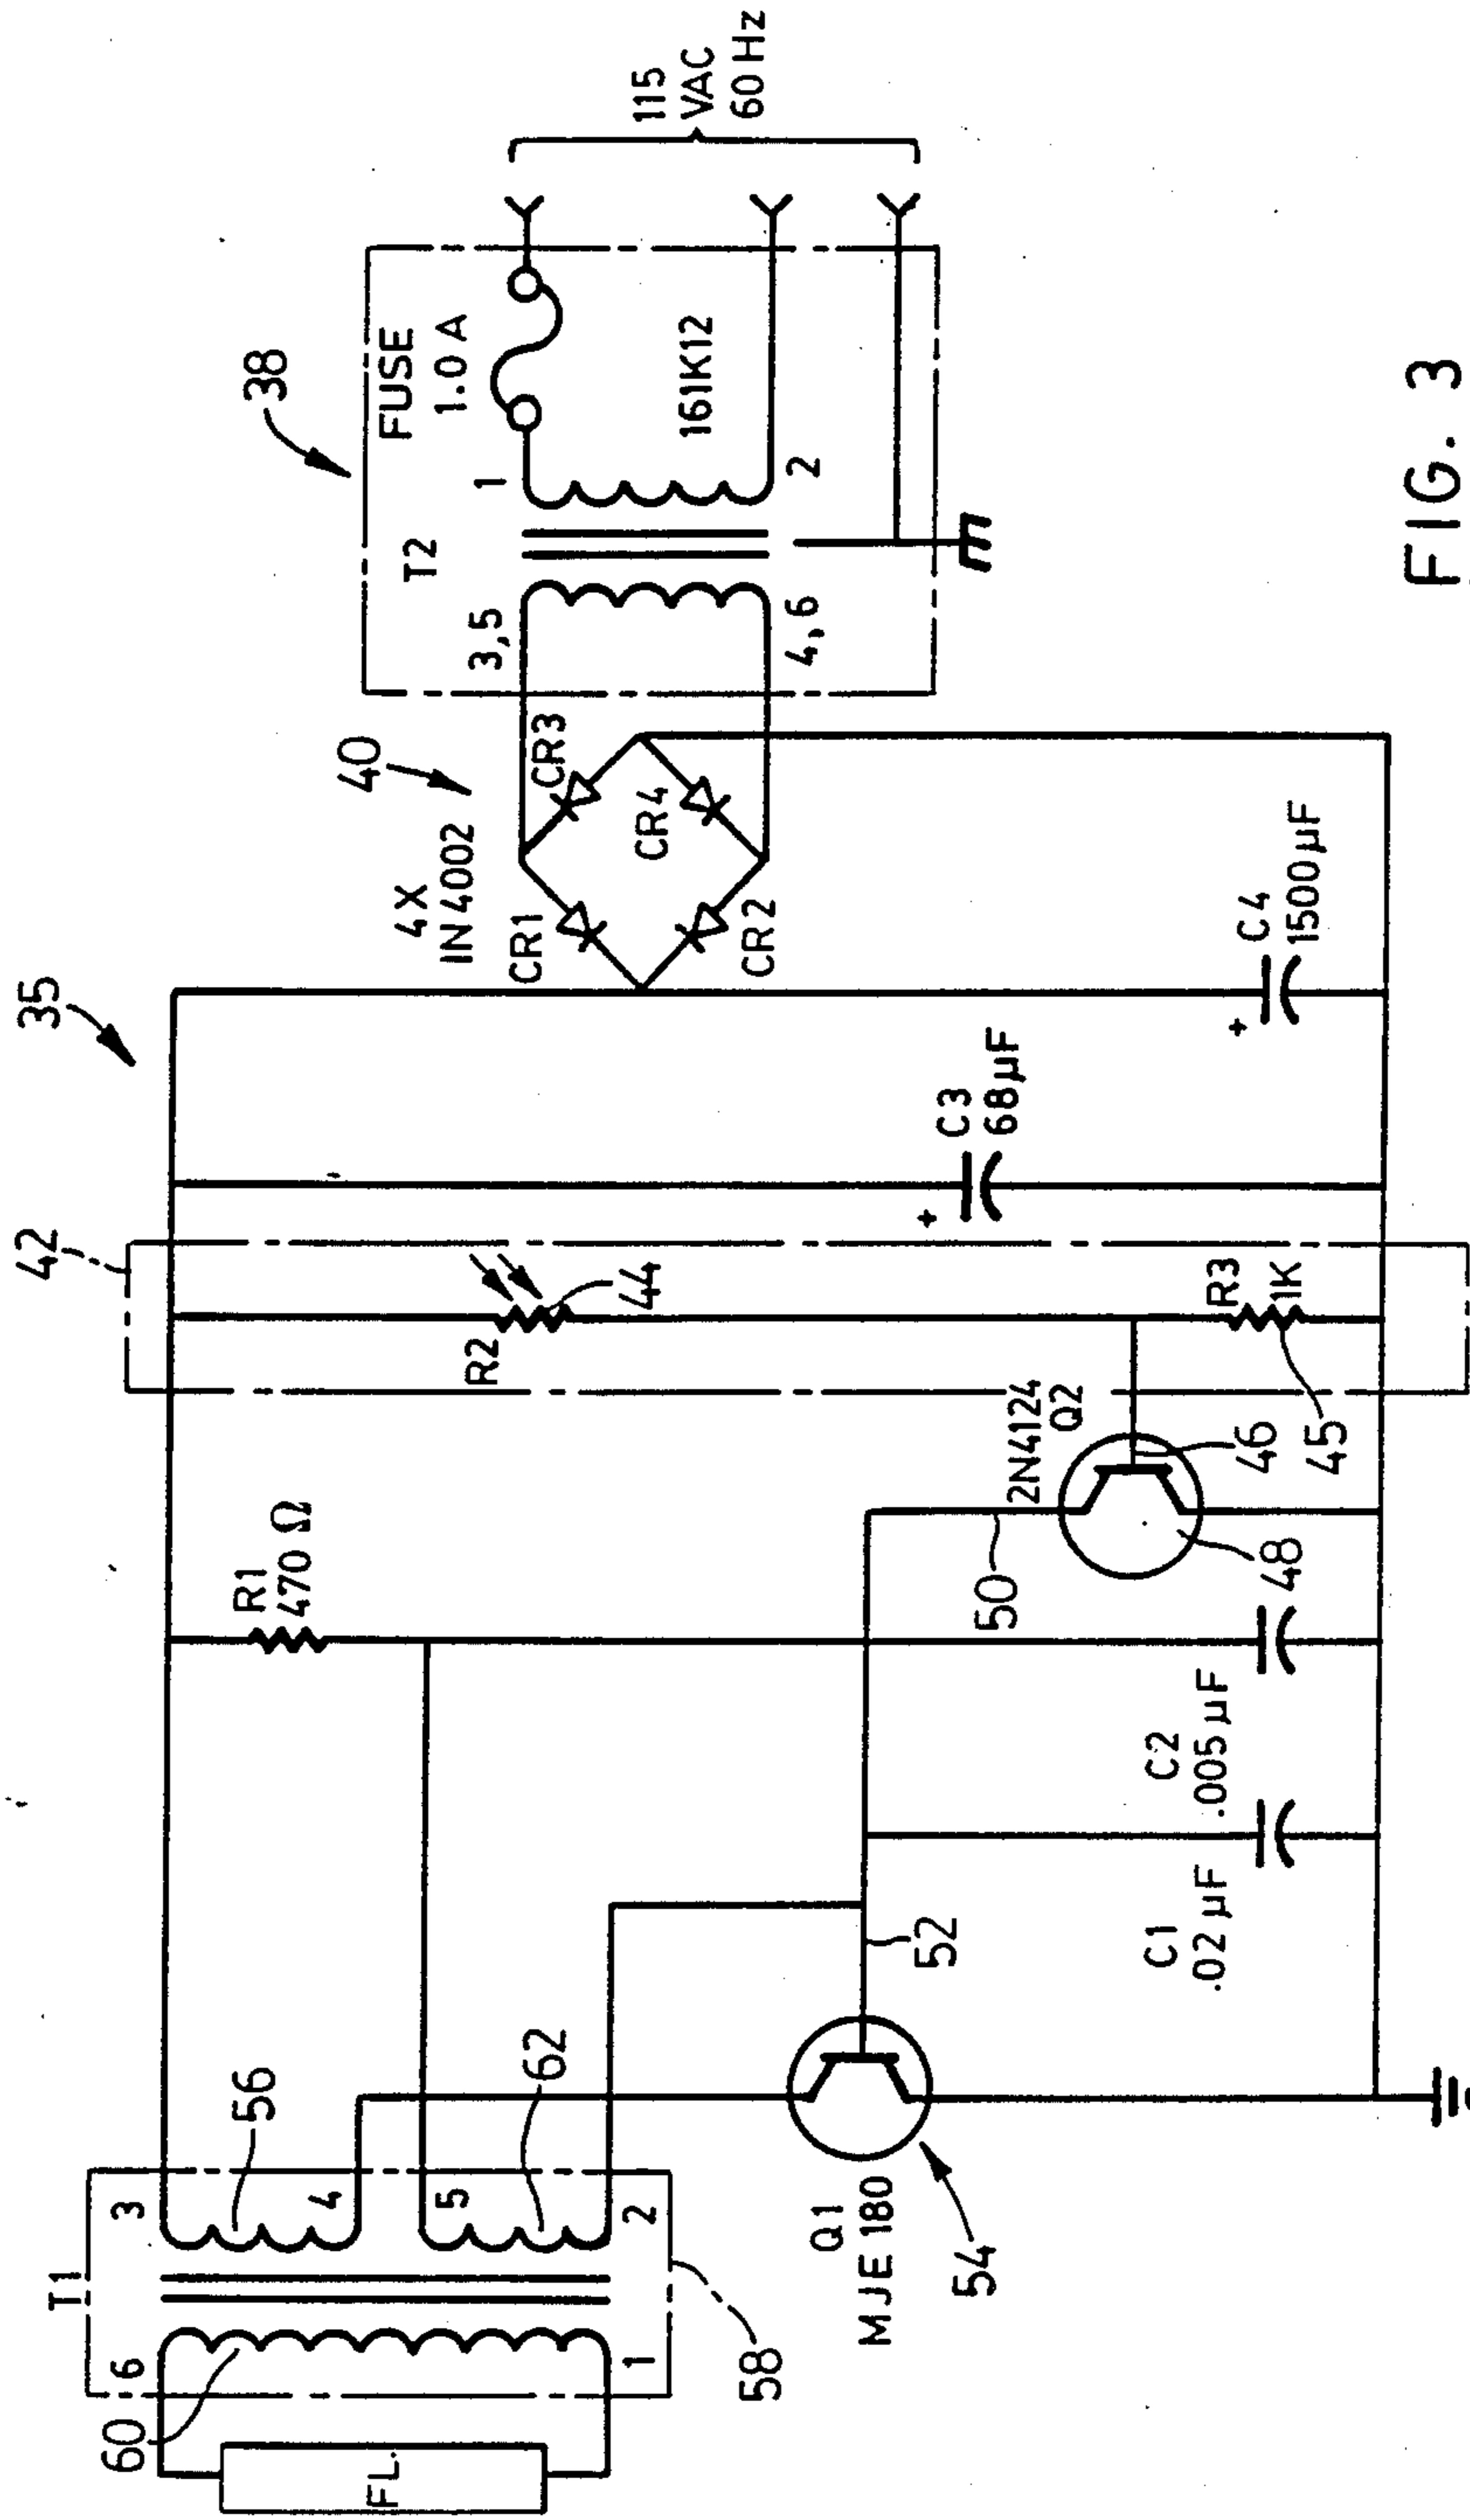 35
T1
6
3
60
56
FL.
4
5
62
1
2
58
Q1
MJE 180
54
52
R1
470 Ω
C1
.02 µF
C2
.005 µF
50
48
2N4124
Q2
46
45
42
R2
44
R3
1K
C3
68µF
+
C4
1500µF
+
40
4X
IN4002
CR1
CR3
CR2
CR4
38
T2
FUSE
1.0 A
3,5
1
161K12
4,6
2
115
VAC
60 Hz
FIG. 3